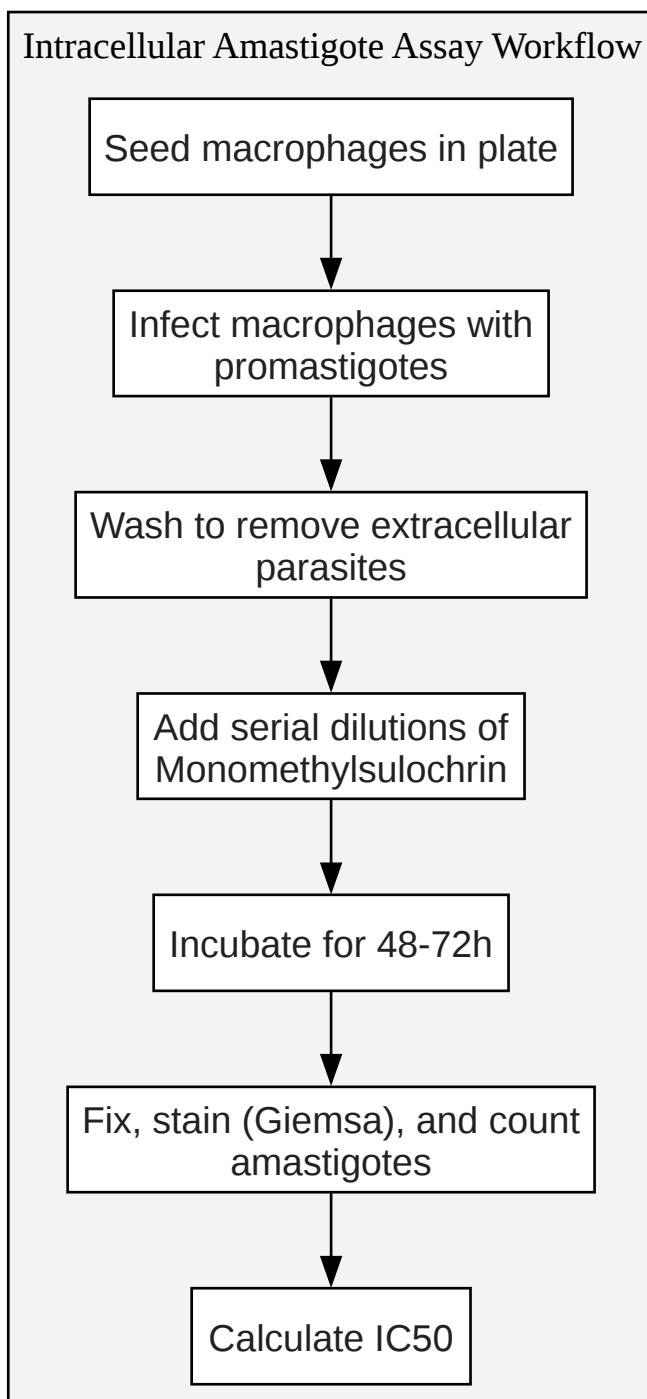 Intracellular Amastigote Assay Workflow
Seed macrophages in plate
Infect macrophages with
promastigotes
Wash to remove extracellular
parasites
Add serial dilutions of
Monomethylsulochrin
Incubate for 48-72h
Fix, stain (Giemsa), and count
amastigotes
Calculate IC50